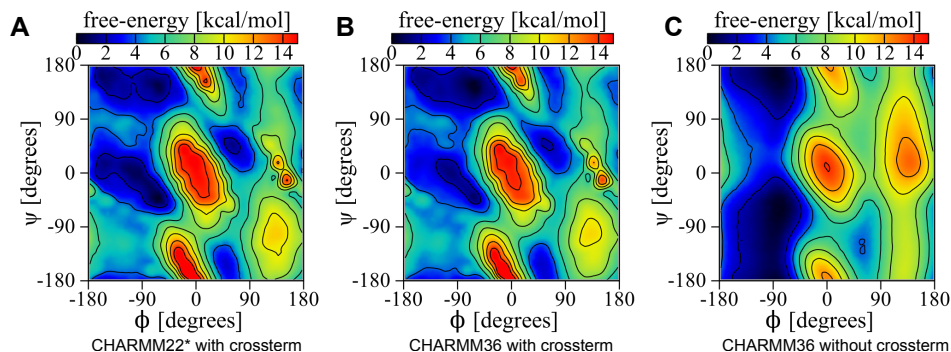 A
free-energy [kcal/mol]
0 2 4 6 8 10 12 14
180
90
0
-90
-180
ψ [degrees]
-180 -90 0 90 180
ϕ [degrees]
CHARMM22* with crossterm
B
free-energy [kcal/mol]
0 2 4 6 8 10 12 14
180
90
0
-90
-180
ψ [degrees]
-180 -90 0 90 180
ϕ [degrees]
CHARMM36 with crossterm
C
free-energy [kcal/mol]
0 2 4 6 8 10 12 14
180
90
0
-90
-180
ψ [degrees]
-180 -90 0 90 180
ϕ [degrees]
CHARMM36 without crossterm